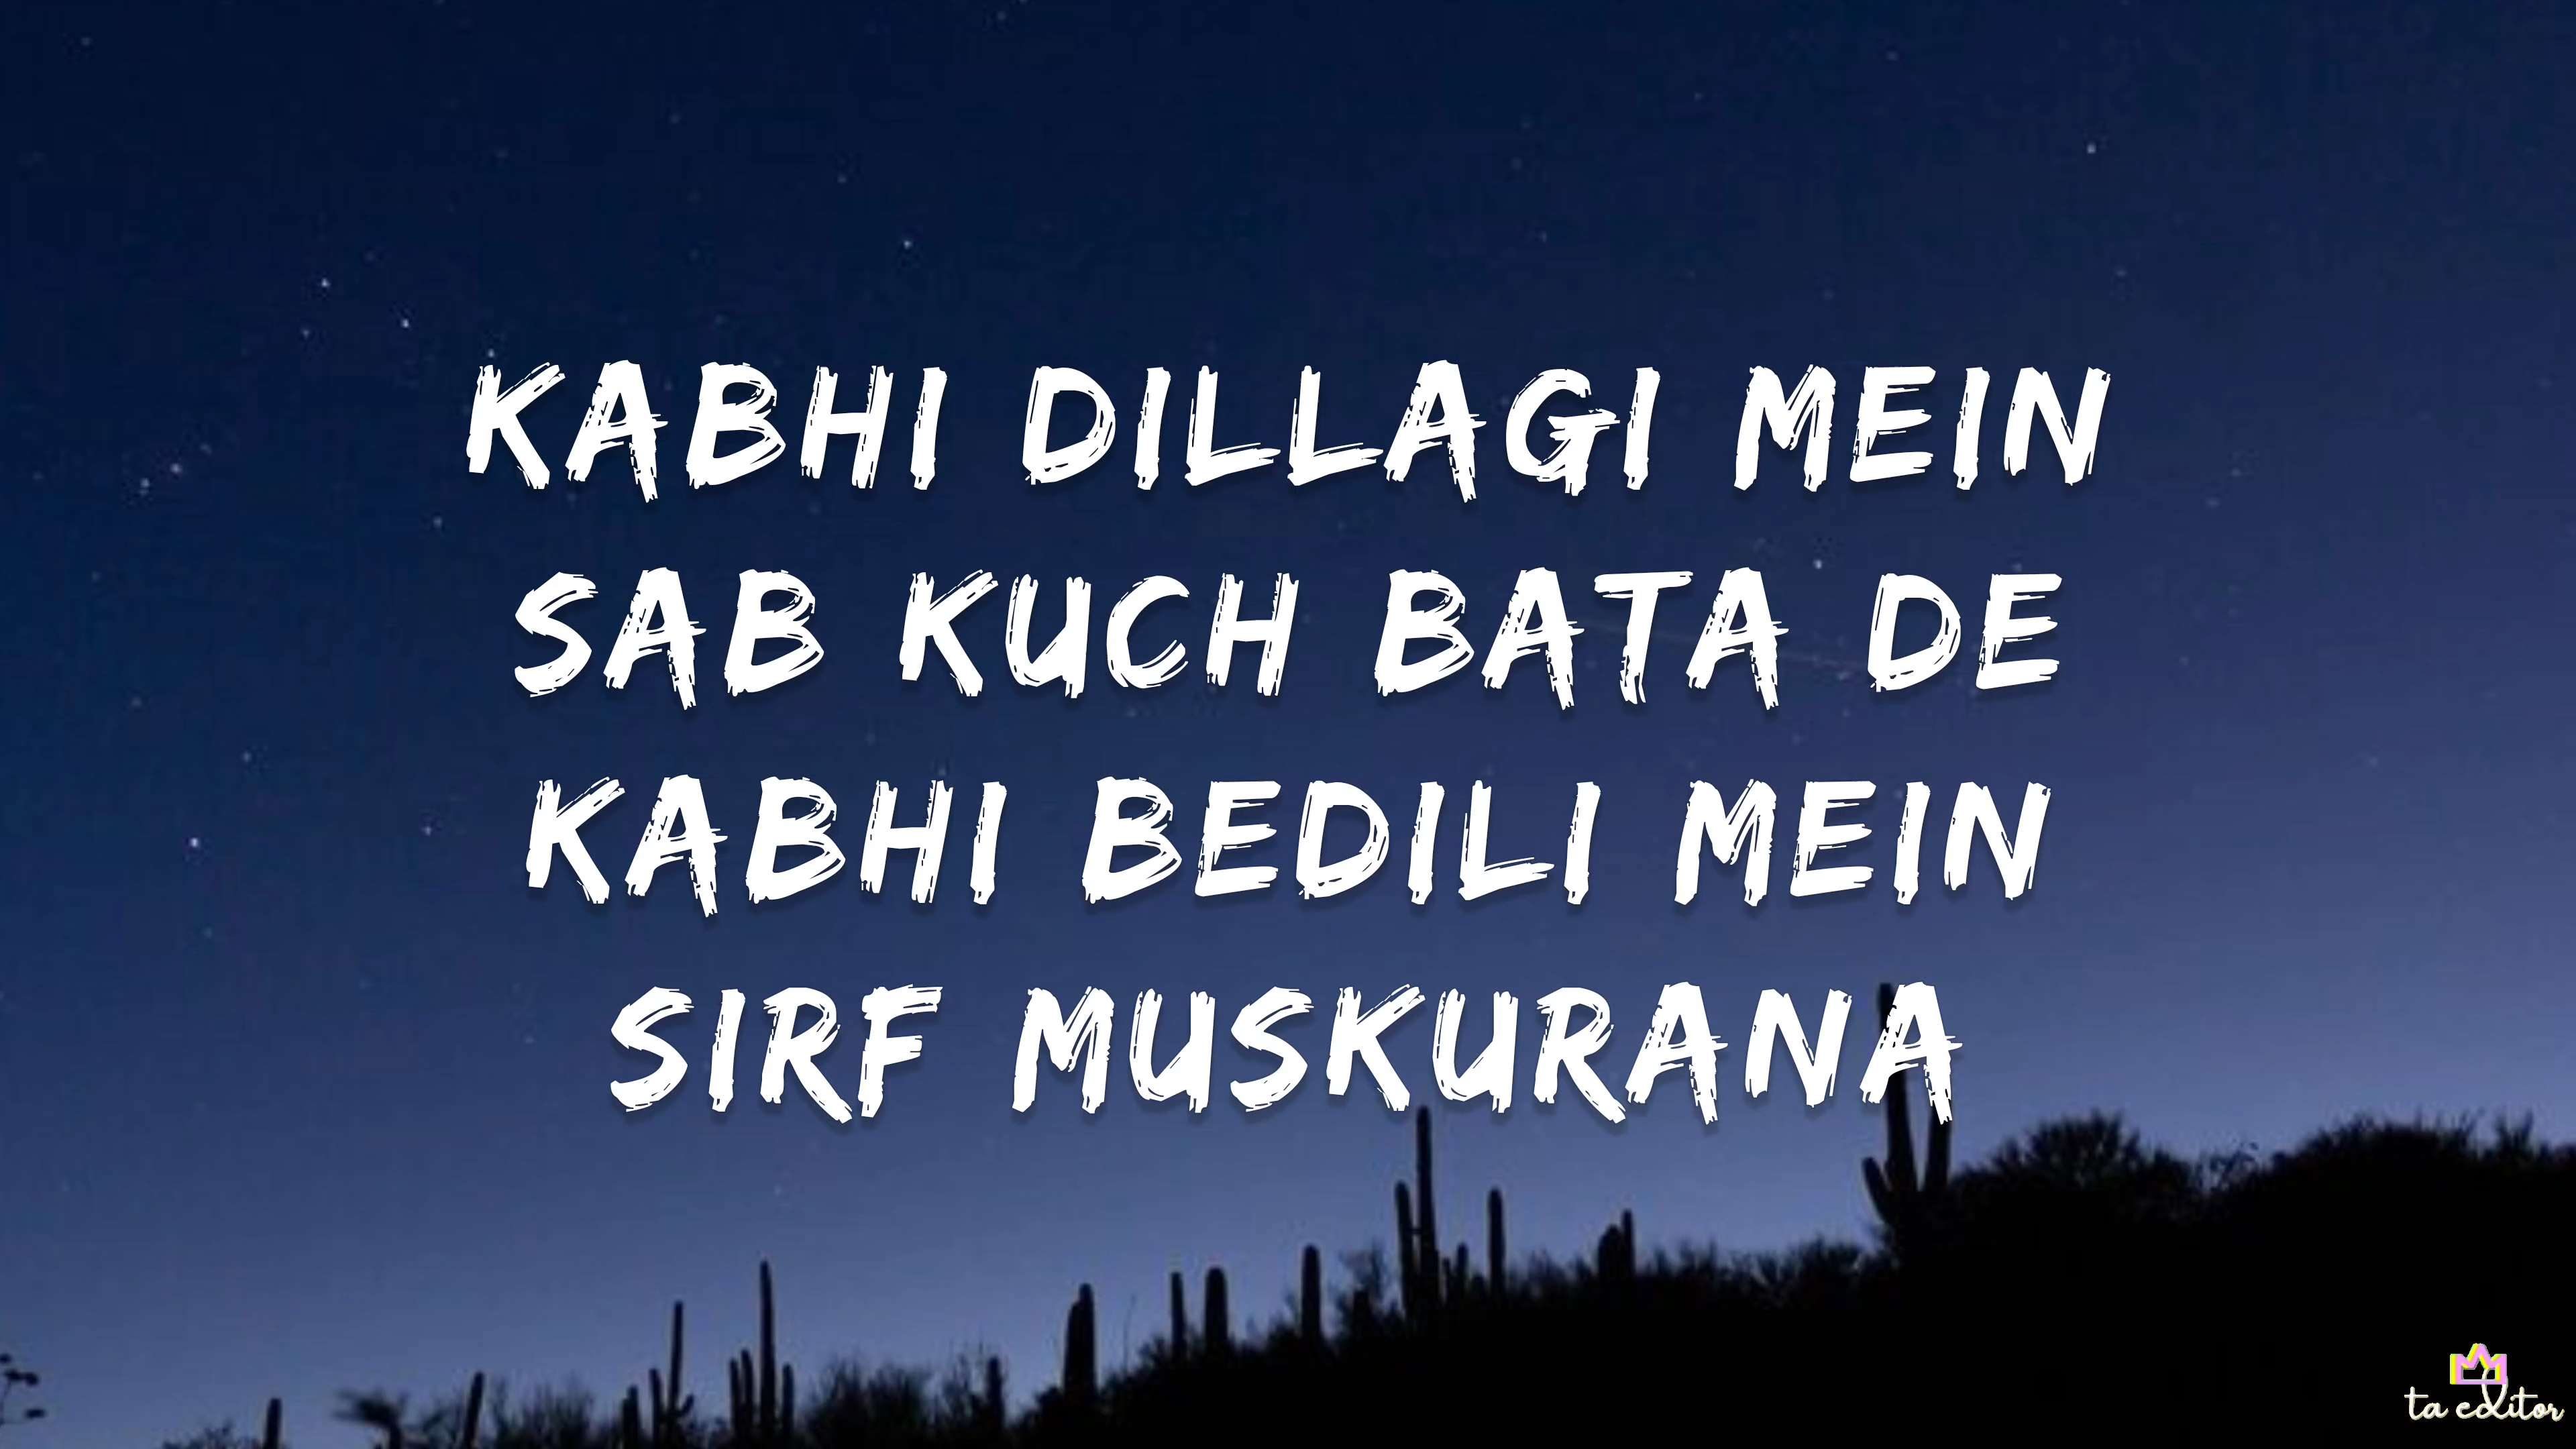 KABHI DILLAGI MEIN
SAB KUCH BATA DE
KABHI BEDILI MEIN
SIRF MUSKURANA
ta editor